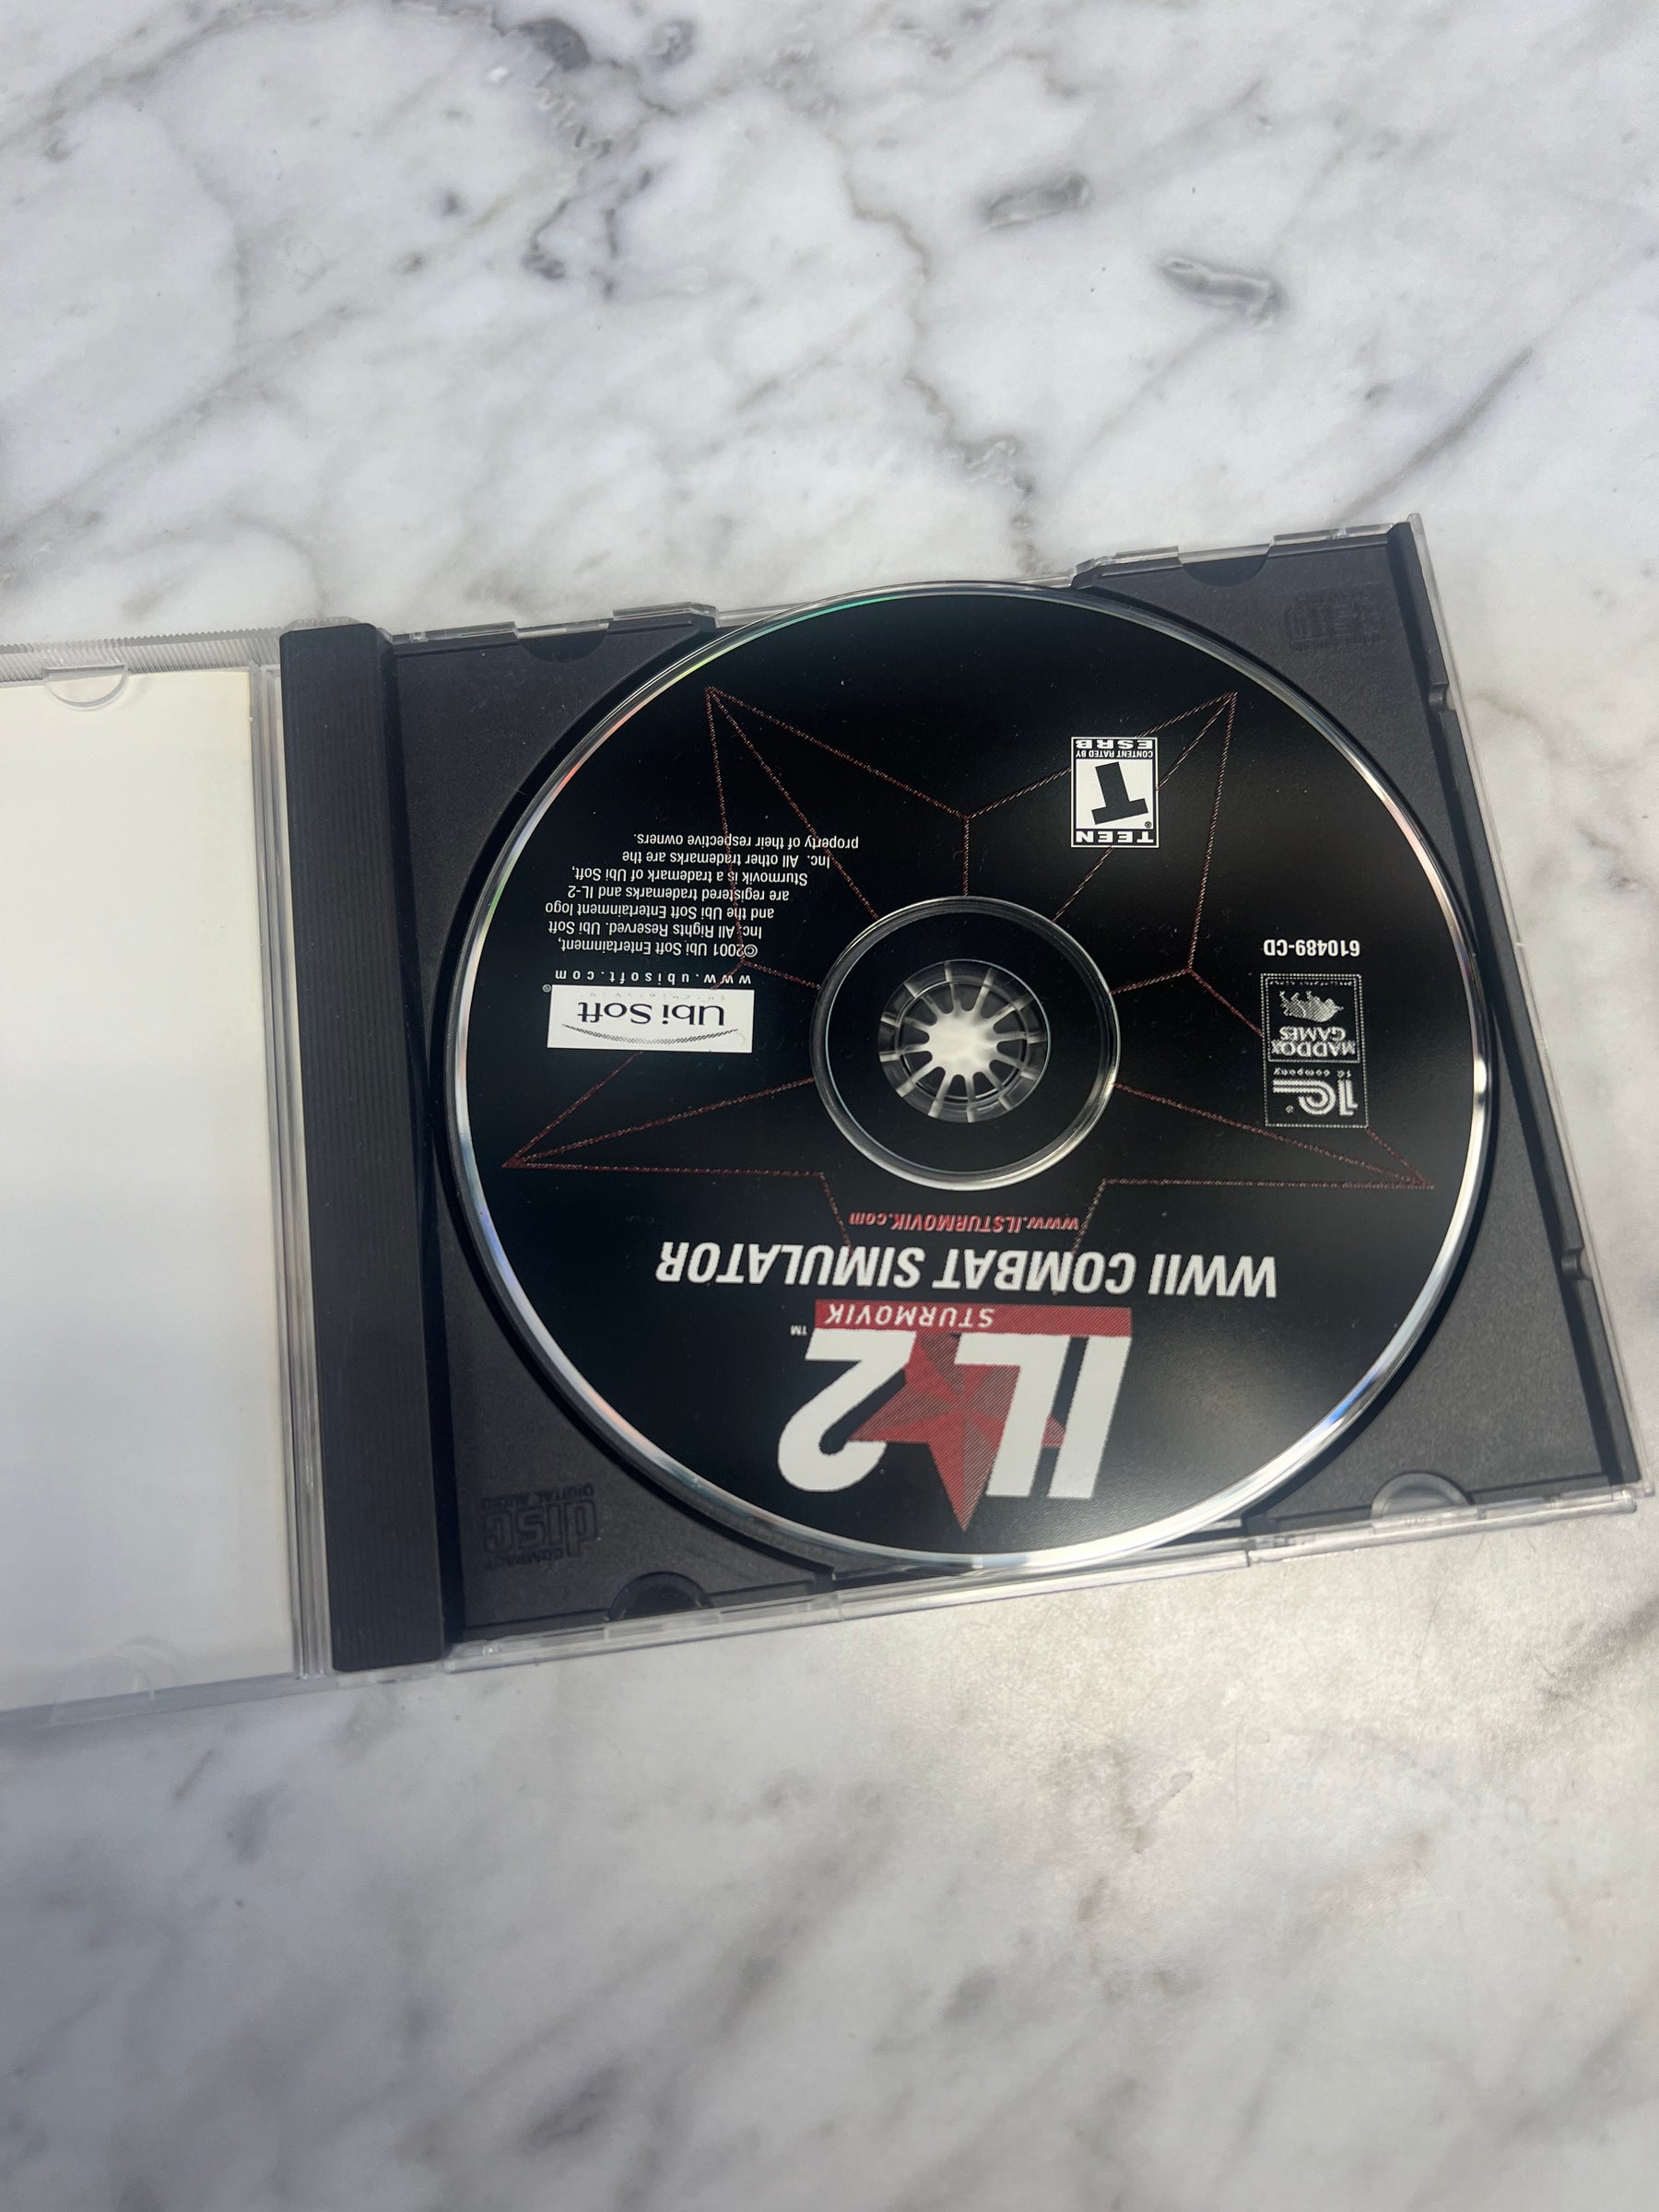 IL 2
STURMOVIK ™
WWII COMBAT SIMULATOR
www.ILSTURMOVIK.com
1C ®
1C company
MADDOX
GAMES
610489-CD
Ubi Soft ®
www.ubisoft.com
©2001 Ubi Soft Entertainment,
Inc. All Rights Reserved. Ubi Soft
and the Ubi Soft Entertainment logo
are registered trademarks and IL-2
Sturmovik is a trademark of Ubi Soft,
Inc. All other trademarks are the
property of their respective owners.
TEEN
T ®
CONTENT RATED BY
ESRB
COMPACT
disc
DIGITAL AUDIO